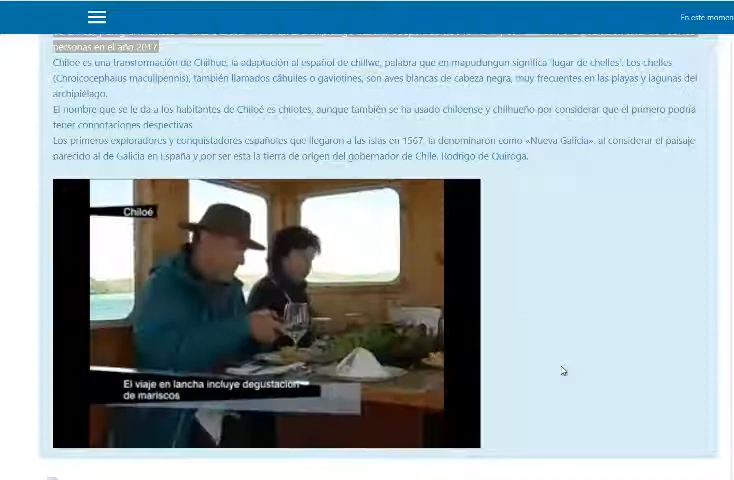 En este momen
personas en el año 2017.
Chiloé es una transformación de Chilhue, la adaptación al español de chillwe, palabra que en mapudungun significa 'lugar de chelles'. Los chelles
(Chroicocephalus maculipennis), también llamados cáhuiles o gaviotines, son aves blancas de cabeza negra, muy frecuentes en las playas y lagunas del
archipiélago.
El nombre que se le da a los habitantes de Chiloé es chilotes, aunque también se ha usado chiloense y chilhueño por considerar que el primero podría
tener connotaciones despectivas.
Los primeros exploradores y conquistadores españoles que llegaron a las islas en 1567, la denominaron como «Nueva Galicia», al considerar el paisaje
parecido al de Galicia en España y por ser esta la tierra de origen del gobernador de Chile, Rodrigo de Quiroga.
Chiloé
El viaje en lancha incluye degustación
de mariscos